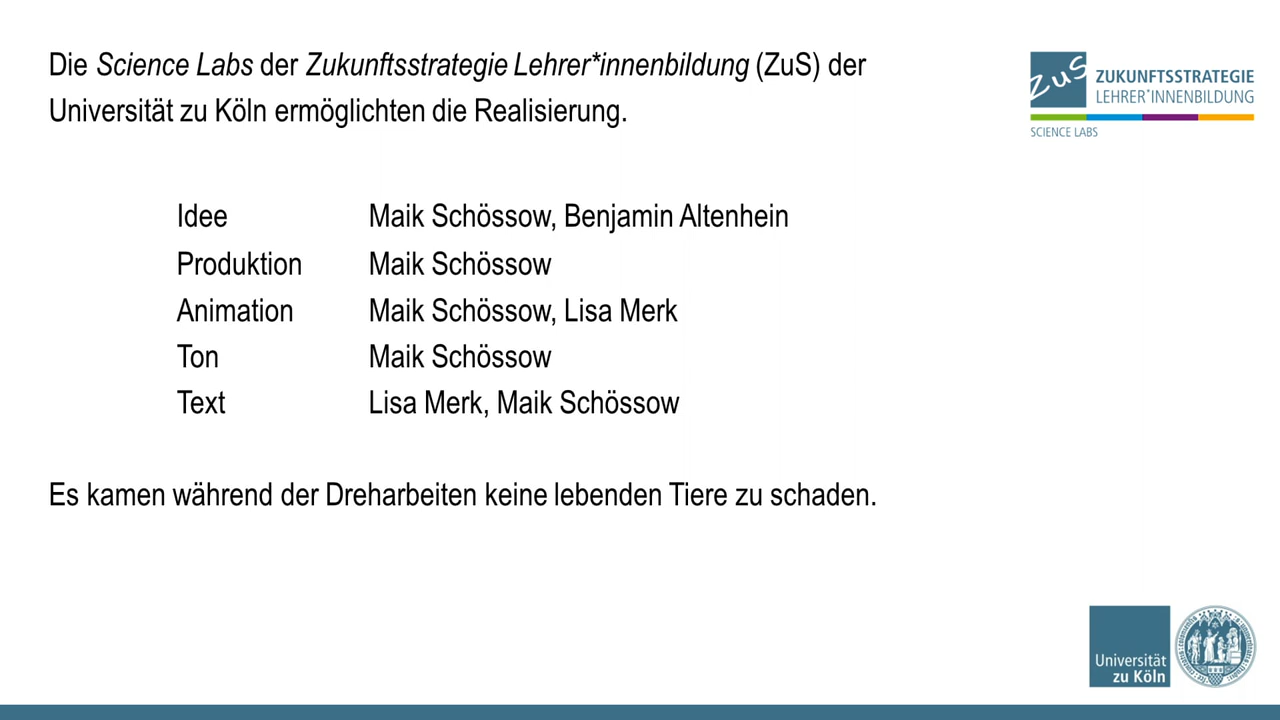 Die Science Labs der Zukunftsstrategie Lehrer*innenbildung (ZuS) der
Universität zu Köln ermöglichten die Realisierung.
ZuS
ZUKUNFTSSTRATEGIE
LEHRER*INNENBILDUNG
SCIENCE LABS
Idee Maik Schössow, Benjamin Altenhein
Produktion Maik Schössow
Animation Maik Schössow, Lisa Merk
Ton Maik Schössow
Text Lisa Merk, Maik Schössow
Es kamen während der Dreharbeiten keine lebenden Tiere zu schaden.
Universität
zu Köln